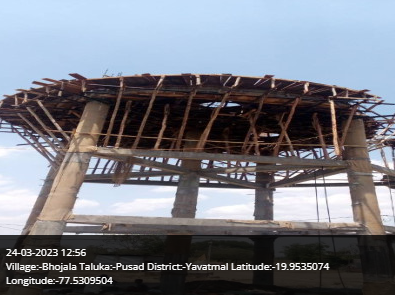 24-03-2023 12:56
Village:-Bhojala Taluka:-Pusad District:-Yavatmal Latitude:-19.9535074
Longitude:-77.5309504